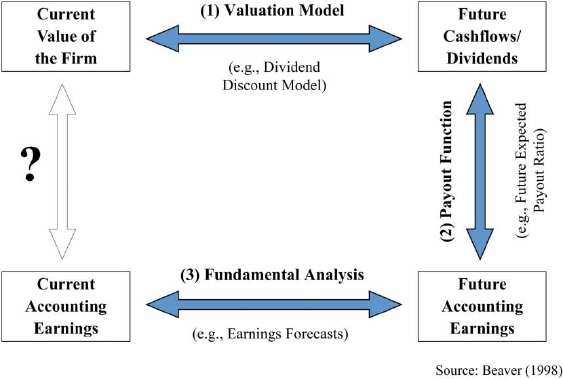 Current
Value of
the Firm
(1) Valuation Model
(e.g., Dividend
Discount Model)
Future
Cashflows/
Dividends
?
(2) Payout Function
(e.g., Future Expected
Payout Ratio)
Current
Accounting
Earnings
(3) Fundamental Analysis
(e.g., Earnings Forecasts)
Future
Accounting
Earnings
Source: Beaver (1998)